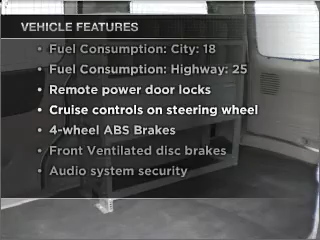 VEHICLE FEATURES
• Fuel Consumption: City: 18
• Fuel Consumption: Highway: 25
• Remote power door locks
• Cruise controls on steering wheel
• 4-wheel ABS Brakes
• Front Ventilated disc brakes
• Audio system security